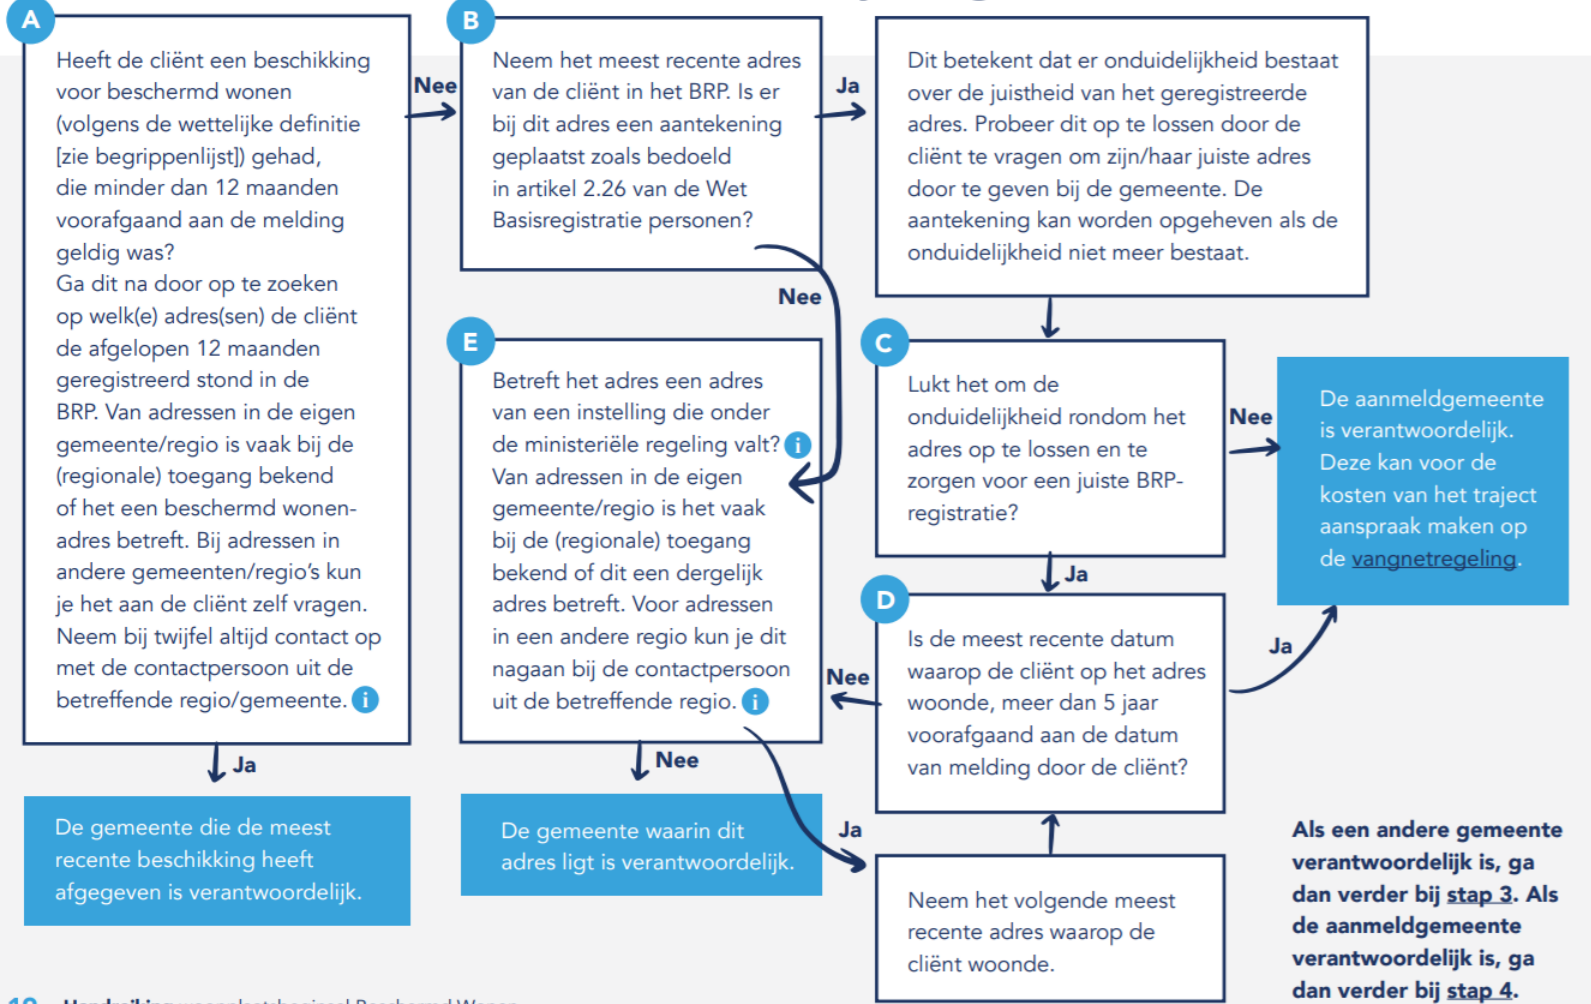 A
Heeft de cliënt een beschikking
voor beschermd wonen
(volgens de wettelijke definitie
[zie begrippenlijst]) gehad,
die minder dan 12 maanden
voorafgaand aan de melding
geldig was?
Ga dit na door op te zoeken
op welk(e) adres(sen) de cliënt
de afgelopen 12 maanden
geregistreerd stond in de
BRP. Van adressen in de eigen
gemeente/regio is vaak bij de
(regionale) toegang bekend
of het een beschermd wonen-
adres betreft. Bij adressen in
andere gemeenten/regio's kun
je het aan de cliënt zelf vragen.
Neem bij twijfel altijd contact op
met de contactpersoon uit de
betreffende regio/gemeente. i
Ja
De gemeente die de meest
recente beschikking heeft
afgegeven is verantwoordelijk.
Nee
B
Neem het meest recente adres
van de cliënt in het BRP. Is er
bij dit adres een aantekening
geplaatst zoals bedoeld
in artikel 2.26 van de Wet
Basisregistratie personen?
Ja
Nee
Dit betekent dat er onduidelijkheid bestaat
over de juistheid van het geregistreerde
adres. Probeer dit op te lossen door de
cliënt te vragen om zijn/haar juiste adres
door te geven bij de gemeente. De
aantekening kan worden opgeheven als de
onduidelijkheid niet meer bestaat.
C
Lukt het om de
onduidelijkheid rondom het
adres op te lossen en te
zorgen voor een juiste BRP-
registratie?
Nee
De aanmeldgemeente
is verantwoordelijk.
Deze kan voor de
kosten van het traject
aanspraak maken op
de vangnetregeling.
Ja
D
Is de meest recente datum
waarop de cliënt op het adres
woonde, meer dan 5 jaar
voorafgaand aan de datum
van melding door de cliënt?
Ja
Nee
E
Betreft het adres een adres
van een instelling die onder
de ministeriële regeling valt? i
Van adressen in de eigen
gemeente/regio is het vaak
bij de (regionale) toegang
bekend of dit een dergelijk
adres betreft. Voor adressen
in een andere regio kun je dit
nagaan bij de contactpersoon
uit de betreffende regio. i
Nee
De gemeente waarin dit
adres ligt is verantwoordelijk.
Ja
Neem het volgende meest
recente adres waarop de
cliënt woonde.
Als een andere gemeente
verantwoordelijk is, ga
dan verder bij stap 3. Als
de aanmeldgemeente
verantwoordelijk is, ga
dan verder bij stap 4.